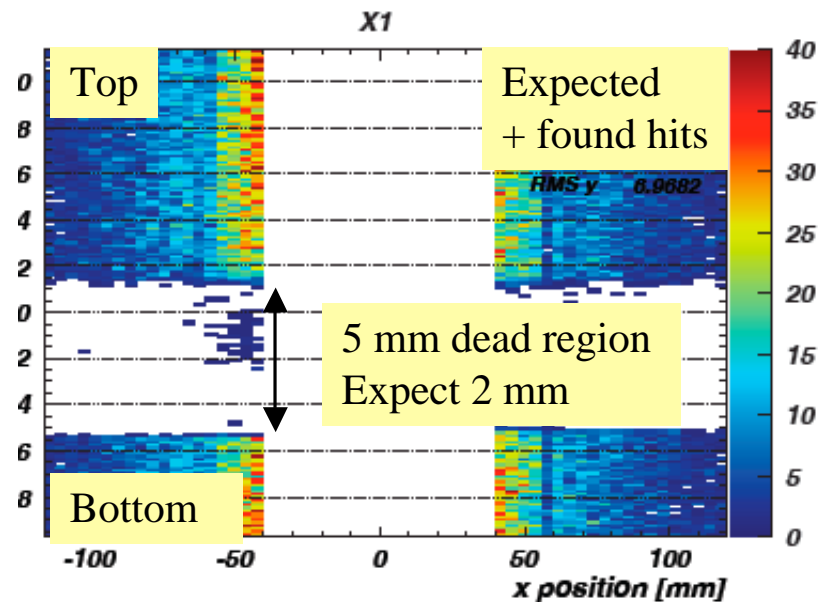 X1
Top
Expected
+ found hits
RMS y 6.9682
5 mm dead region
Expect 2 mm
Bottom
0
8
6
4
2
0
2
4
6
8
-100
-50
0
50
100
x position [mm]
40
35
30
25
20
15
10
5
0